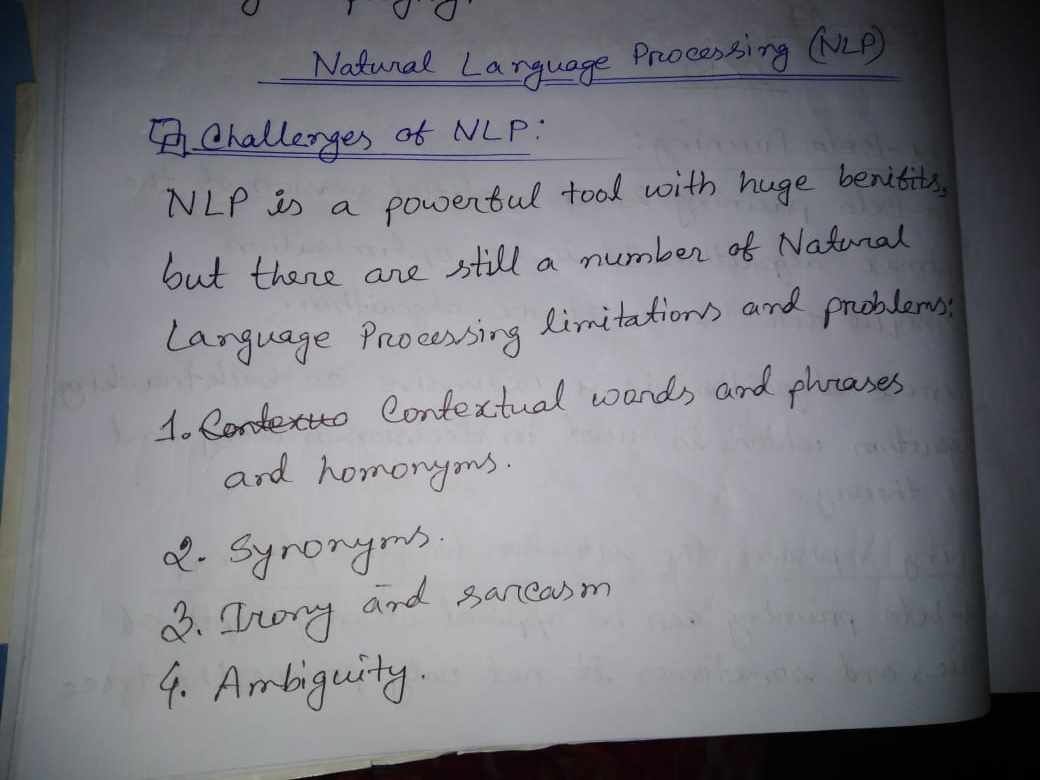 Natural Language Processing (NLP)
Challenges of NLP:
NLP is a powerful tool with huge benifits,
but there are still a number of Natural
Language Processing limitations and problems:
1. Contextual words and phrases
and homonyms.
2. Synonyms.
3. Irony and sarcasm
4. Ambiguity.